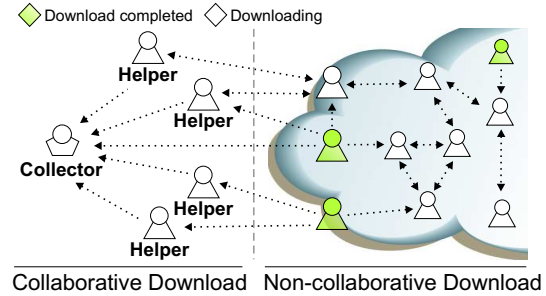 Download completed Downloading
Helper
Helper
Collector
Helper
Helper
Collaborative Download Non-collaborative Download